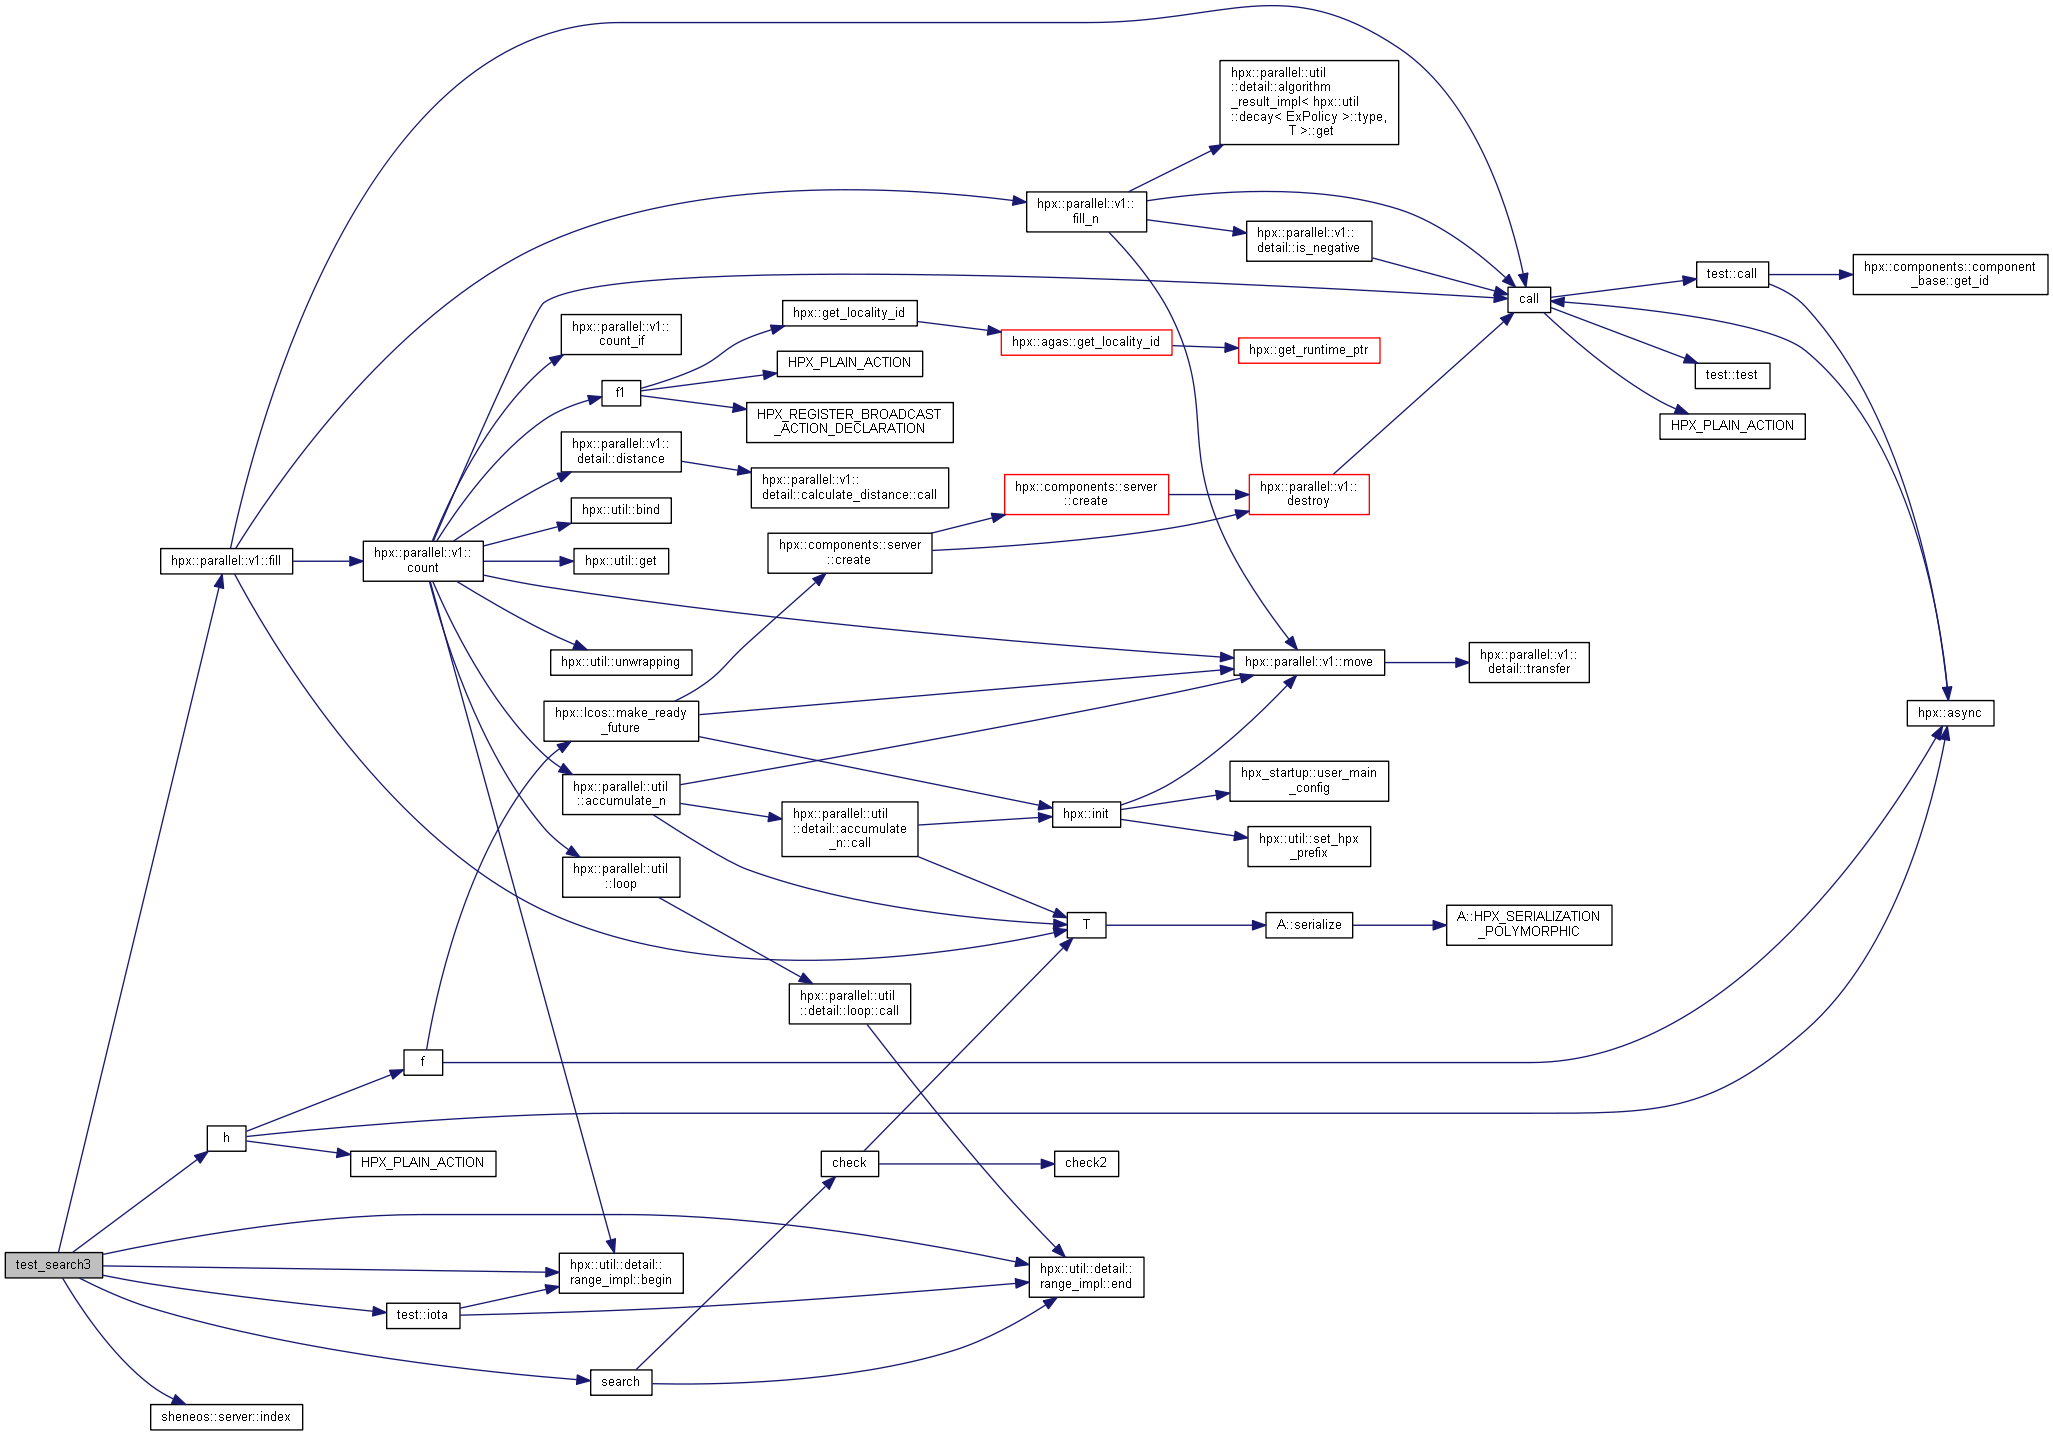 hpx::parallel::util
::detail::algorithm
_result_impl< hpx::util
::decay< ExPolicy >::type,
T >::get
hpx::parallel::v1::
fill_n
hpx::parallel::v1::
detail::is_negative
test::call
hpx::components::component
_base::get_id
call
hpx::get_locality_id
hpx::parallel::v1::
count_if
hpx::agas::get_locality_id
hpx::get_runtime_ptr
HPX_PLAIN_ACTION
test::test
f1
HPX_REGISTER_BROADCAST
_ACTION_DECLARATION
HPX_PLAIN_ACTION
hpx::parallel::v1::
detail::distance
hpx::parallel::v1::
detail::calculate_distance::call
hpx::components::server
::create
hpx::parallel::v1::
destroy
hpx::util::bind
hpx::parallel::v1::fill
hpx::parallel::v1::
count
hpx::util::get
hpx::components::server
::create
hpx::util::unwrapping
hpx::parallel::v1::move
hpx::parallel::v1::
detail::transfer
hpx::lcos::make_ready
_future
hpx::async
hpx::parallel::util
::accumulate_n
hpx_startup::user_main
_config
hpx::parallel::util
::detail::accumulate
_n::call
hpx::init
hpx::util::set_hpx
_prefix
hpx::parallel::util
::loop
T
A::serialize
A::HPX_SERIALIZATION
_POLYMORPHIC
hpx::parallel::util
::detail::loop::call
f
h
HPX_PLAIN_ACTION
check
check2
test_search3
hpx::util::detail::
range_impl::begin
hpx::util::detail::
range_impl::end
test::iota
search
sheneos::server::index